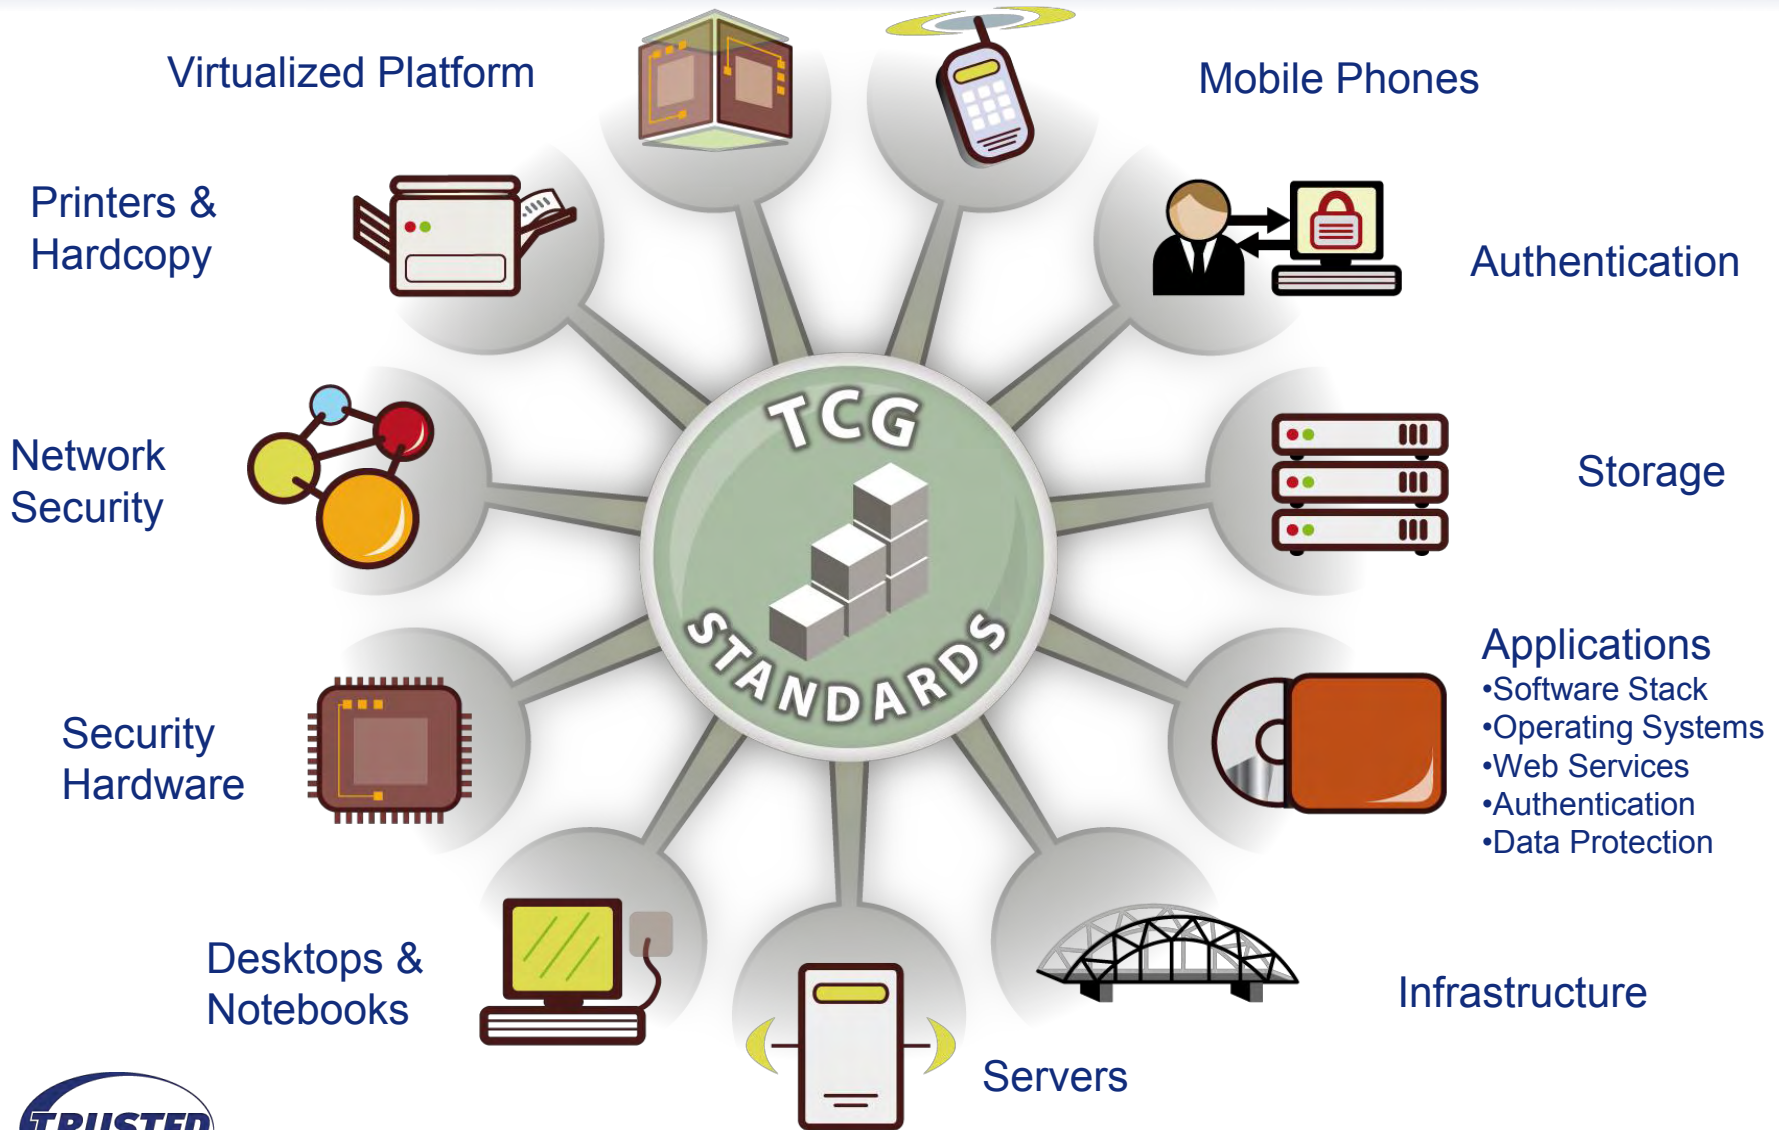 Virtualized Platform
Mobile Phones
Printers &
Hardcopy
Authentication
TCG
Network
Security
Storage
STANDARDS
Applications
•Software Stack
•Operating Systems
•Web Services
•Authentication
•Data Protection
Security
Hardware
Desktops &
Notebooks
Infrastructure
Servers
TRUSTED